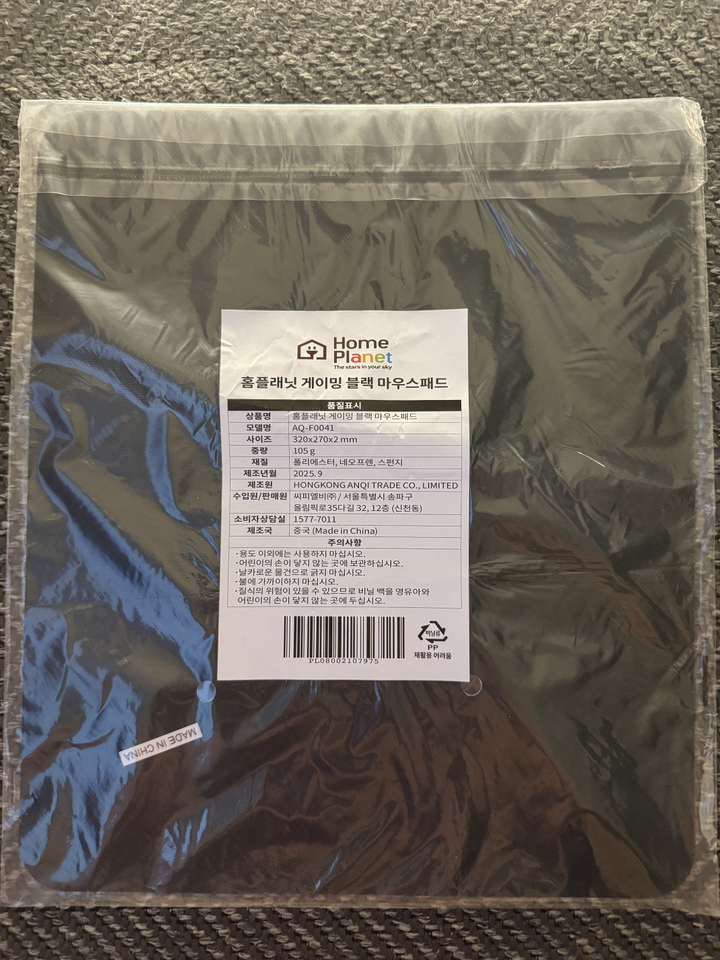 Home
Planet
The stars in your sky
홈플래닛 게이밍 블랙 마우스패드
품질표시
상품명 홈플래닛 게이밍 블랙 마우스패드
모델명 AQ-F0041
사이즈 320x270x2 mm
중량 105 g
재질 폴리에스터, 네오프렌, 스펀지
제조년월 2025.9
제조원 HONGKONG ANQI TRADE CO., LIMITED
수입원/판매원 씨피엘비㈜ / 서울특별시 송파구
올림픽로35다길 32, 12층 (신천동)
소비자상담실 1577-7011
제조국 중국 (Made in China)
주의사항
·용도 이외에는 사용하지 마십시오.
·어린이의 손이 닿지 않는 곳에 보관하십시오.
·날카로운 물건으로 긁지 마십시오.
·불에 가까이하지 마십시오.
·질식의 위험이 있을 수 있으므로 비닐 백을 영유아와
어린이의 손이 닿지 않는 곳에 두십시오.
PL08002107975
비닐류
PP
재활용 어려움
MADE IN CHINA